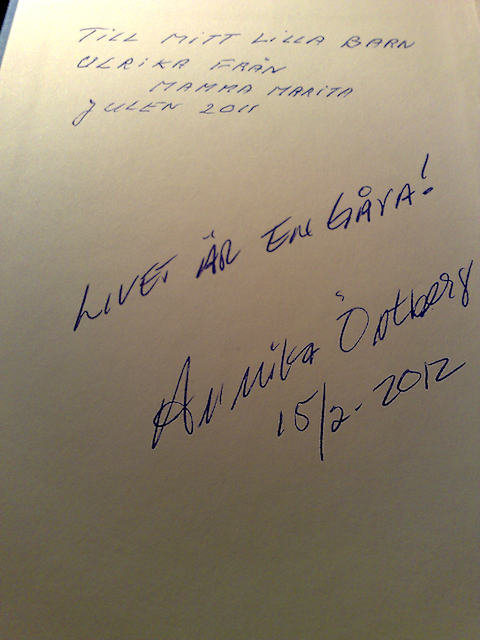 TILL MITT LILLA BARN
ULRIKA FRÅN
MAMMA MARITA
JULEN 2011
LIVET ÄR EN GÅVA!
Annika Östberg
15/2-2012